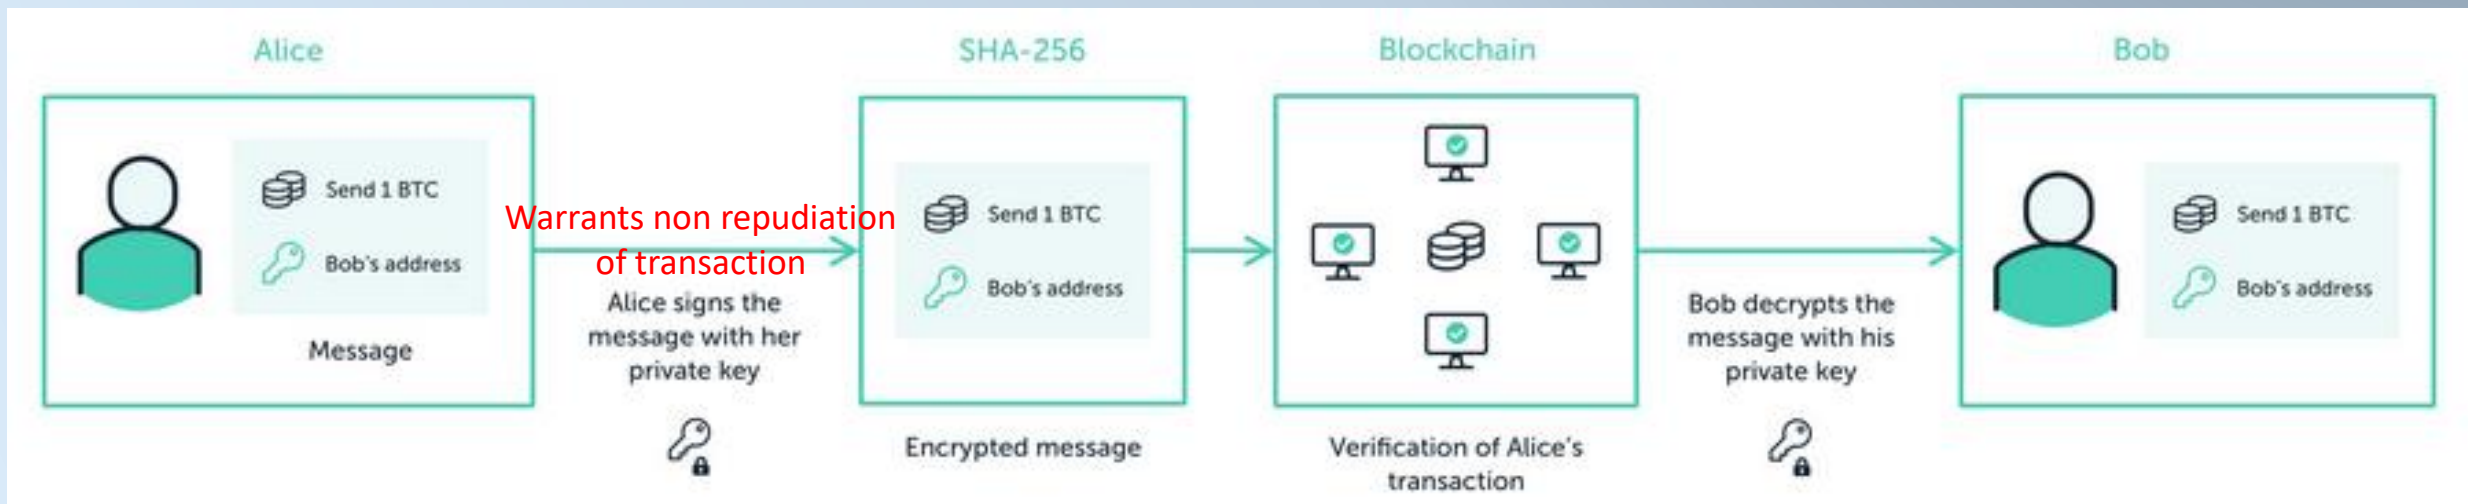 Alice
Send 1 BTC
Bob's address
Message
Warrants non repudiation
of transaction
Alice signs the
message with her
private key
SHA-256
Send 1 BTC
Bob's address
Encrypted message
Blockchain
Verification of Alice's
transaction
Bob decrypts the
message with his
private key
Bob
Send 1 BTC
Bob's address